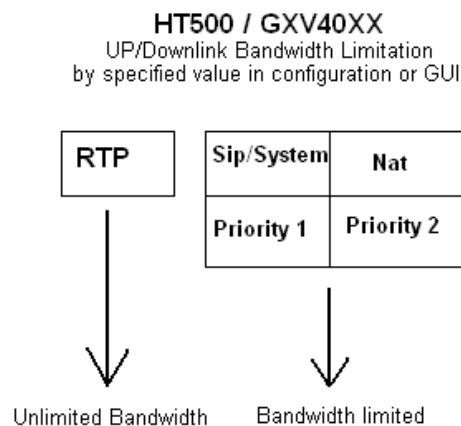 HT500 / GXV40XX
UP/Downlink Bandwidth Limitation
by specified value in configuration or GUI
RTP
Sip/System
Nat
Priority 1
Priority 2
Unlimited Bandwidth
Bandwidth limited